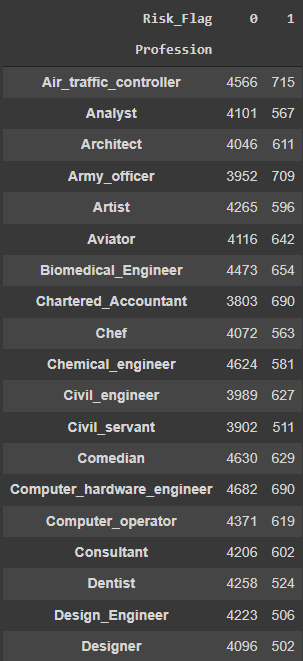 Risk_Flag 0 1
Profession
Air_traffic_controller 4566 715
Analyst 4101 567
Architect 4046 611
Army_officer 3952 709
Artist 4265 596
Aviator 4116 642
Biomedical_Engineer 4473 654
Chartered_Accountant 3803 690
Chef 4072 563
Chemical_engineer 4624 581
Civil_engineer 3989 627
Civil_servant 3902 511
Comedian 4630 629
Computer_hardware_engineer 4682 690
Computer_operator 4371 619
Consultant 4206 602
Dentist 4258 524
Design_Engineer 4223 506
Designer 4096 502